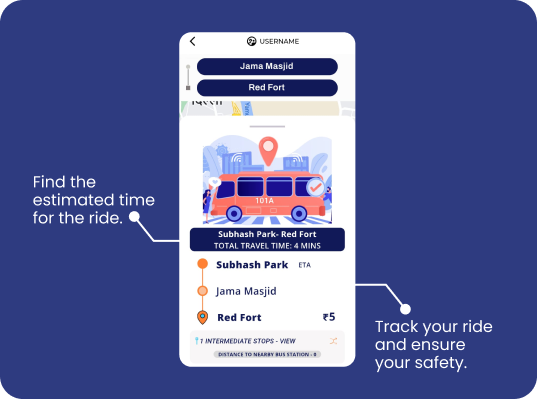 USERNAME
Jama Masjid
Red Fort
101A
Find the
estimated time
for the ride.
Subhash Park- Red Fort
TOTAL TRAVEL TIME: 4 MINS
Subhash Park ETA
Jama Masjid
Red Fort ₹5
1 INTERMEDIATE STOPS - VIEW
DISTANCE TO NEARBY BUS STATION - 0
Track your ride
and ensure
your safety.